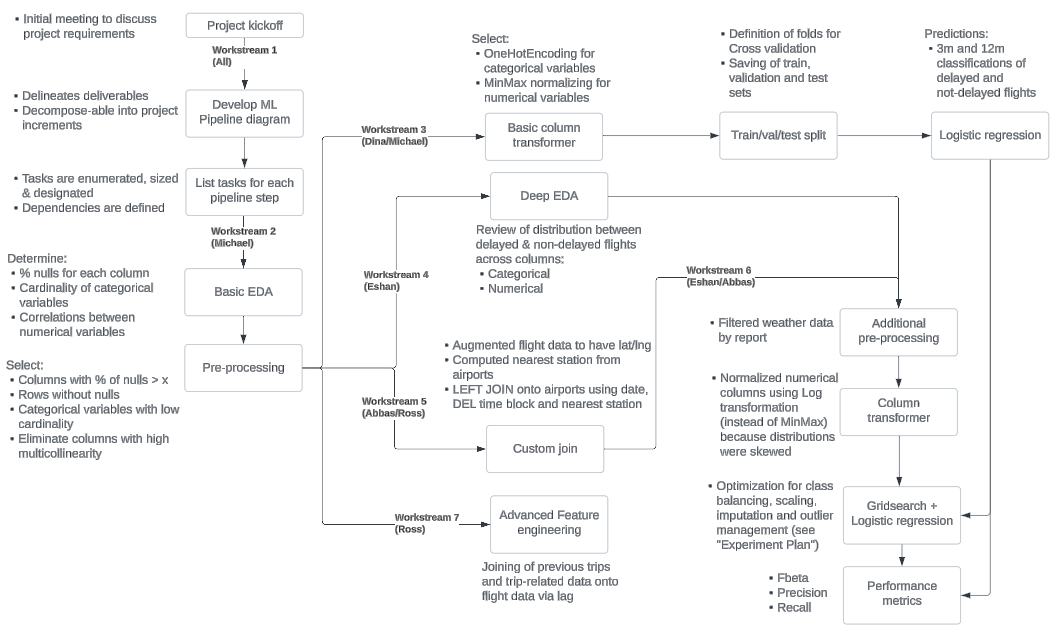 • Initial meeting to discuss
project requirements
Project kickoff
Workstream 1
(All)
• Delineates deliverables
• Decompose-able into project
increments
Develop ML
Pipeline diagram
• Tasks are enumerated, sized
& designated
• Dependencies are defined
List tasks for each
pipeline step
Workstream 2
(Michael)
Determine:
• % nulls for each column
• Cardinality of categorical
variables
• Correlations between
numerical variables
Basic EDA
Select:
• Columns with % of nulls > x
• Rows without nulls
• Categorical variables with low
cardinality
• Eliminate columns with high
multicollinearity
Pre-processing
Workstream 3
(Dina/Michael)
Select:
• OneHotEncoding for
categorical variables
• MinMax normalizing for
numerical variables
Basic column
transformer
• Definition of folds for
Cross validation
• Saving of train,
validation and test
sets
Train/val/test split
Predictions:
• 3m and 12m
classifications of
delayed and
not-delayed flights
Logistic regression
Workstream 4
(Eshan)
Deep EDA
Review of distribution between
delayed & non-delayed flights
across columns:
• Categorical
• Numerical
Workstream 5
(Abbas/Ross)
• Augmented flight data to have lat/lng
• Computed nearest station from
airports
• LEFT JOIN onto airports using date,
DEL time block and nearest station
Custom join
Workstream 6
(Eshan/Abbas)
Workstream 7
(Ross)
Advanced Feature
engineering
Joining of previous trips
and trip-related data onto
flight data via lag
• Filtered weather data
by report
Additional
pre-processing
• Normalized numerical
columns using Log
transformation
(instead of MinMax)
because distributions
were skewed
Column
transformer
• Optimization for class
balancing, scaling,
imputation and outlier
management (see
"Experiment Plan")
Gridsearch +
Logistic regression
• Fbeta
• Precision
• Recall
Performance
metrics